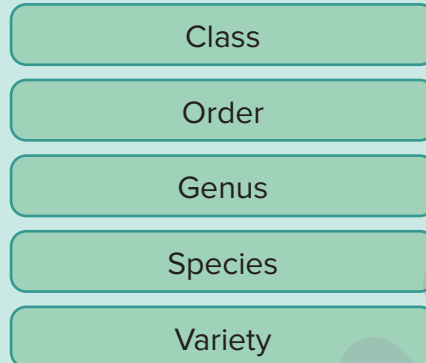 Class
Order
Genus
Species
Variety